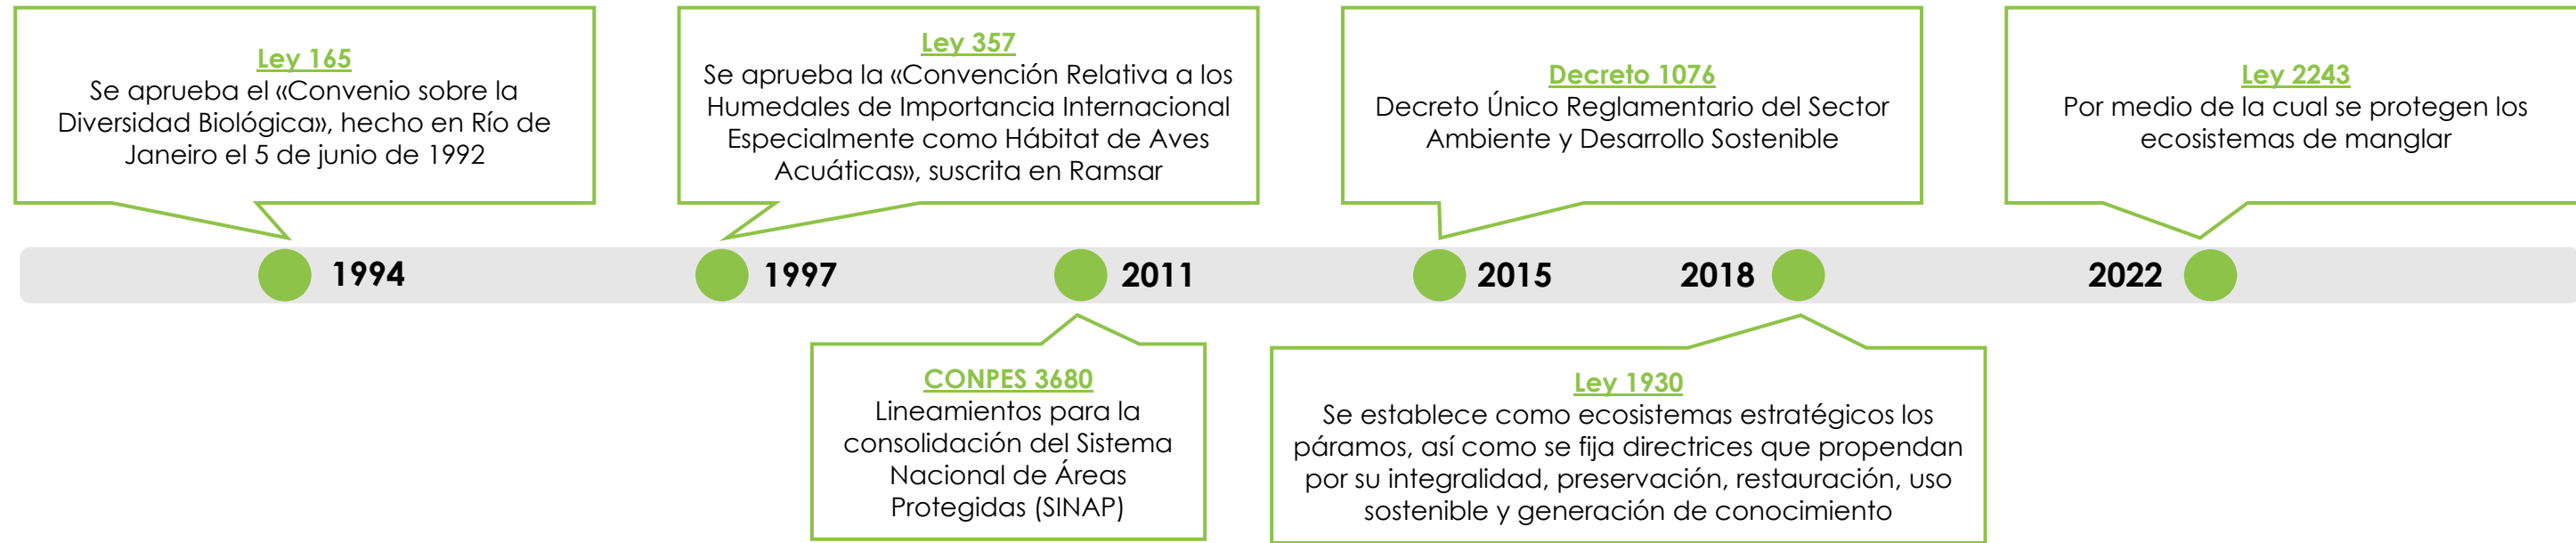 Ley 165
Se aprueba el «Convenio sobre la
Diversidad Biológica», hecho en Río de
Janeiro el 5 de junio de 1992
Ley 357
Se aprueba la «Convención Relativa a los
Humedales de Importancia Internacional
Especialmente como Hábitat de Aves
Acuáticas», suscrita en Ramsar
Decreto 1076
Decreto Único Reglamentario del Sector
Ambiente y Desarrollo Sostenible
Ley 2243
Por medio de la cual se protegen los
ecosistemas de manglar
1994
1997
2011
2015
2018
2022
CONPES 3680
Lineamientos para la
consolidación del Sistema
Nacional de Áreas
Protegidas (SINAP)
Ley 1930
Se establece como ecosistemas estratégicos los
páramos, así como se fija directrices que propendan
por su integralidad, preservación, restauración, uso
sostenible y generación de conocimiento